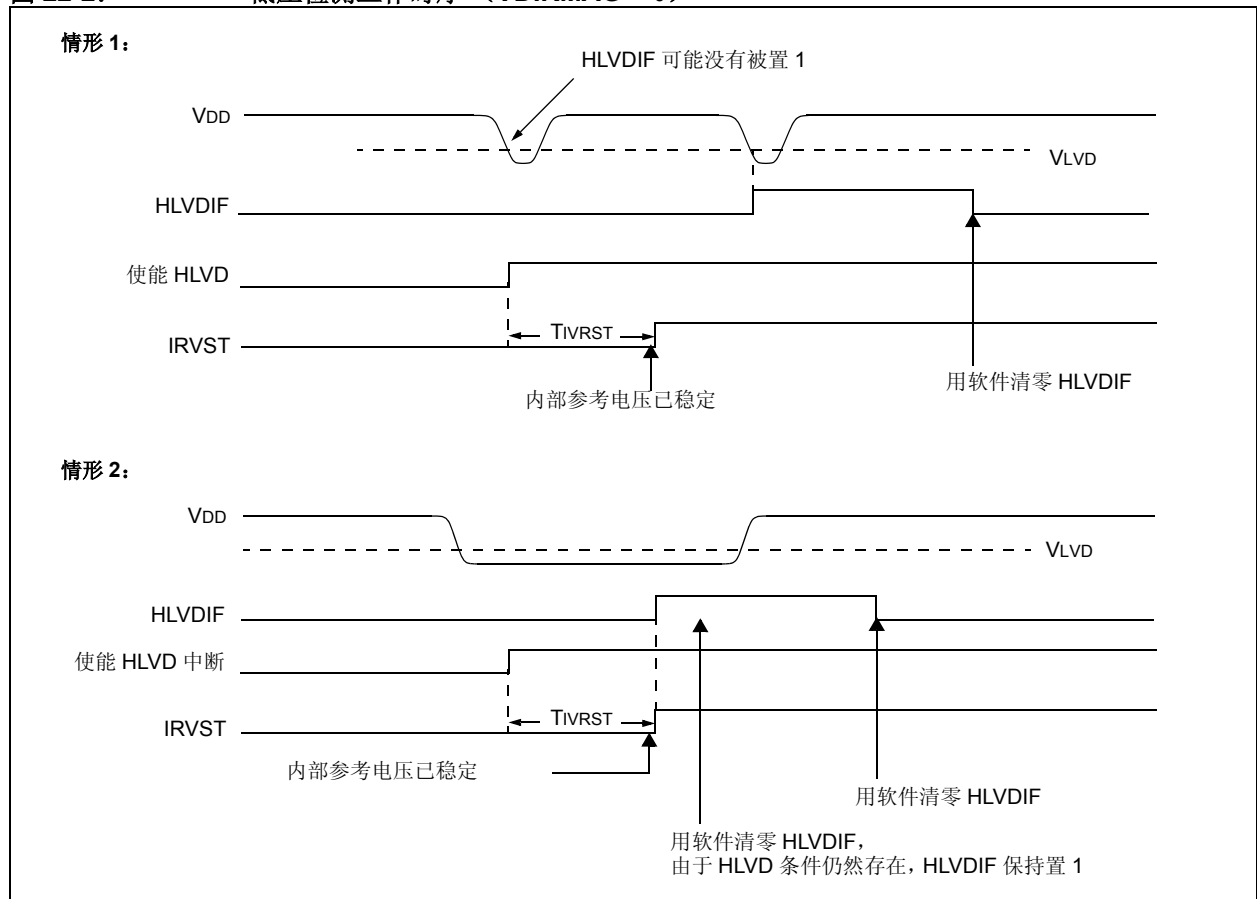 情形 1：
HLVDIF 可能没有被置 1
VDD
VLVD
HLVDIF
使能 HLVD
TIVRST
IRVST
用软件清零 HLVDIF
内部参考电压已稳定
情形 2：
VDD
VLVD
HLVDIF
使能 HLVD 中断
TIVRST
IRVST
内部参考电压已稳定
用软件清零 HLVDIF
用软件清零 HLVDIF，
由于 HLVD 条件仍然存在，HLVDIF 保持置 1